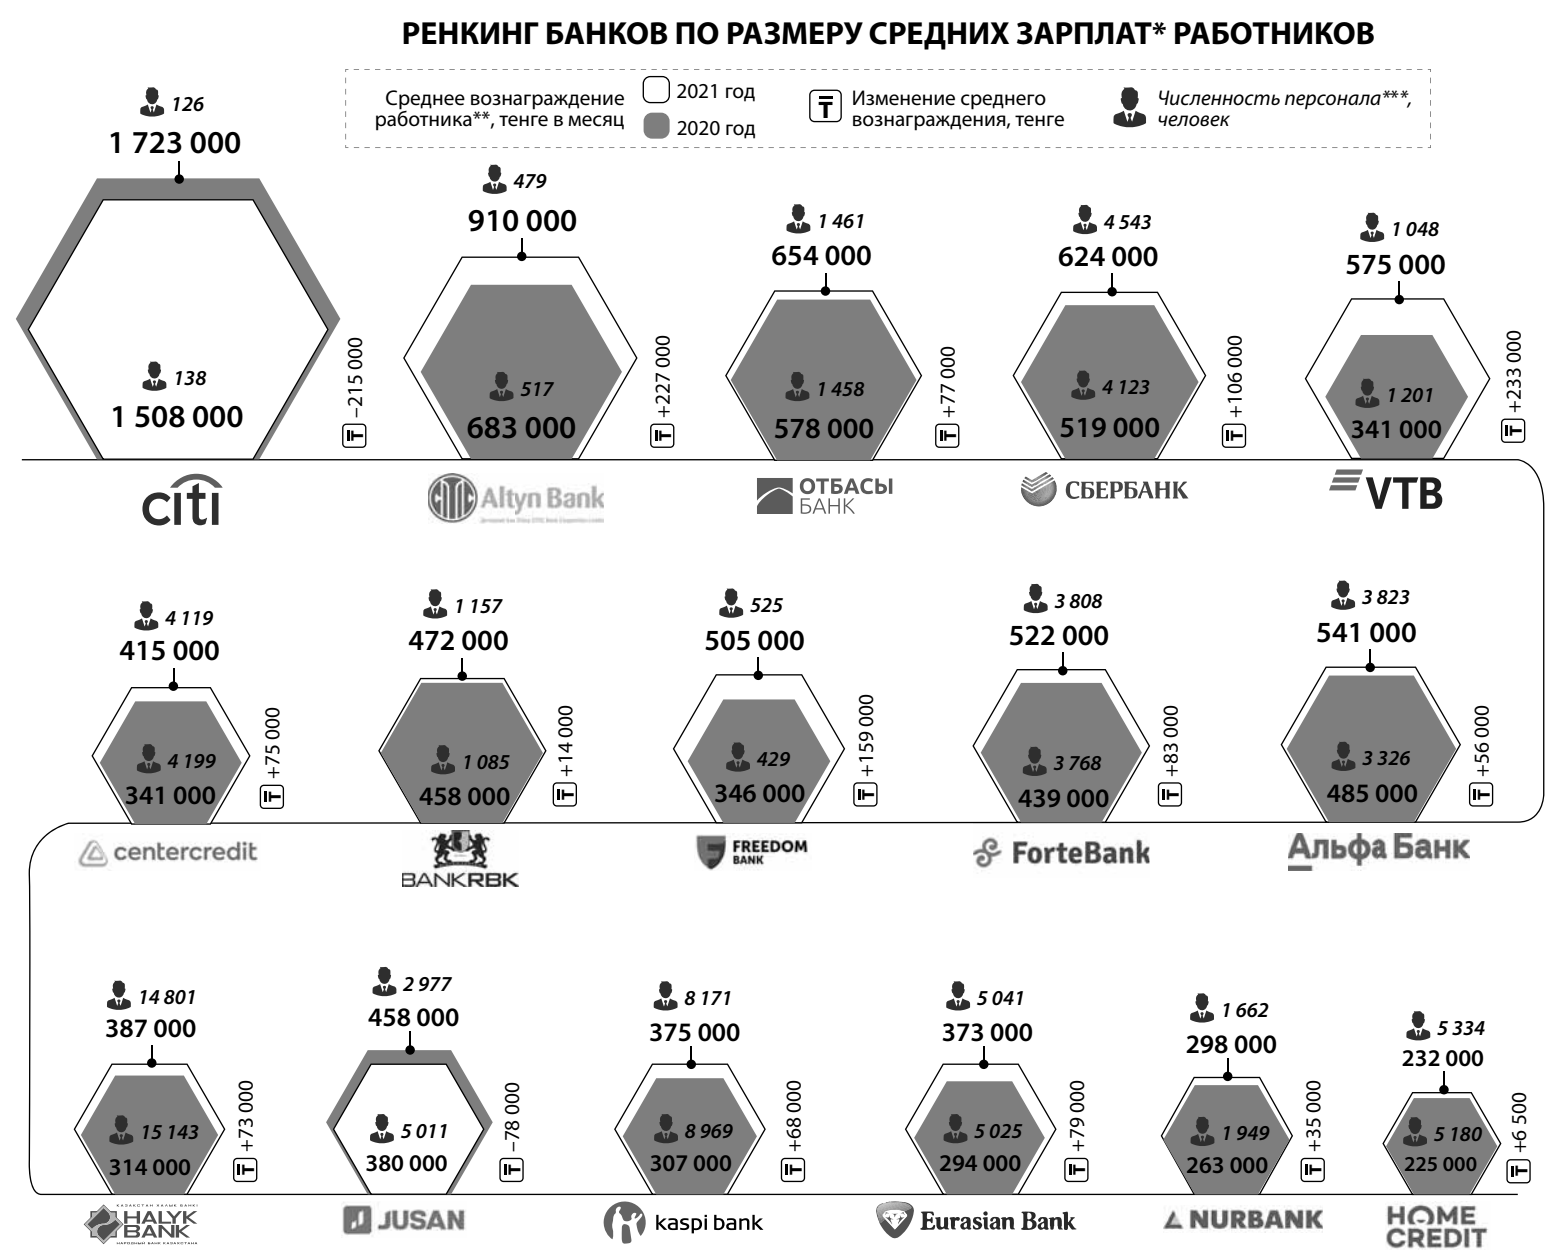 РЕНКИНГ БАНКОВ ПО РАЗМЕРУ СРЕДНИХ ЗАРПЛАТ* РАБОТНИКОВ
Среднее вознаграждение
работника**, тенге в месяц
2021 год
2020 год
Изменение среднего
вознаграждения, тенге
Численность персонала***,
человек
126
1 723 000
138
1 508 000
−215 000
citi
479
910 000
517
683 000
+227 000
Altyn Bank
1 461
654 000
1 458
578 000
+77 000
ОТБАСЫ
БАНК
4 543
624 000
4 123
519 000
+106 000
СБЕРБАНК
1 048
575 000
1 201
341 000
+233 000
VTB
4 119
415 000
4 199
341 000
+75 000
centercredit
1 157
472 000
1 085
458 000
+14 000
BANKRBK
525
505 000
429
346 000
+159 000
FREEDOM
BANK
3 808
522 000
3 768
439 000
+83 000
ForteBank
3 823
541 000
3 326
485 000
+56 000
Альфа Банк
14 801
387 000
15 143
314 000
+73 000
HALYK
BANK
2 977
458 000
5 011
380 000
−78 000
JUSAN
8 171
375 000
8 969
307 000
+68 000
kaspi bank
5 041
373 000
5 025
294 000
+79 000
Eurasian Bank
1 662
298 000
1 949
263 000
+35 000
NURBANK
5 334
232 000
5 180
225 000
+6 500
HOME
CREDIT